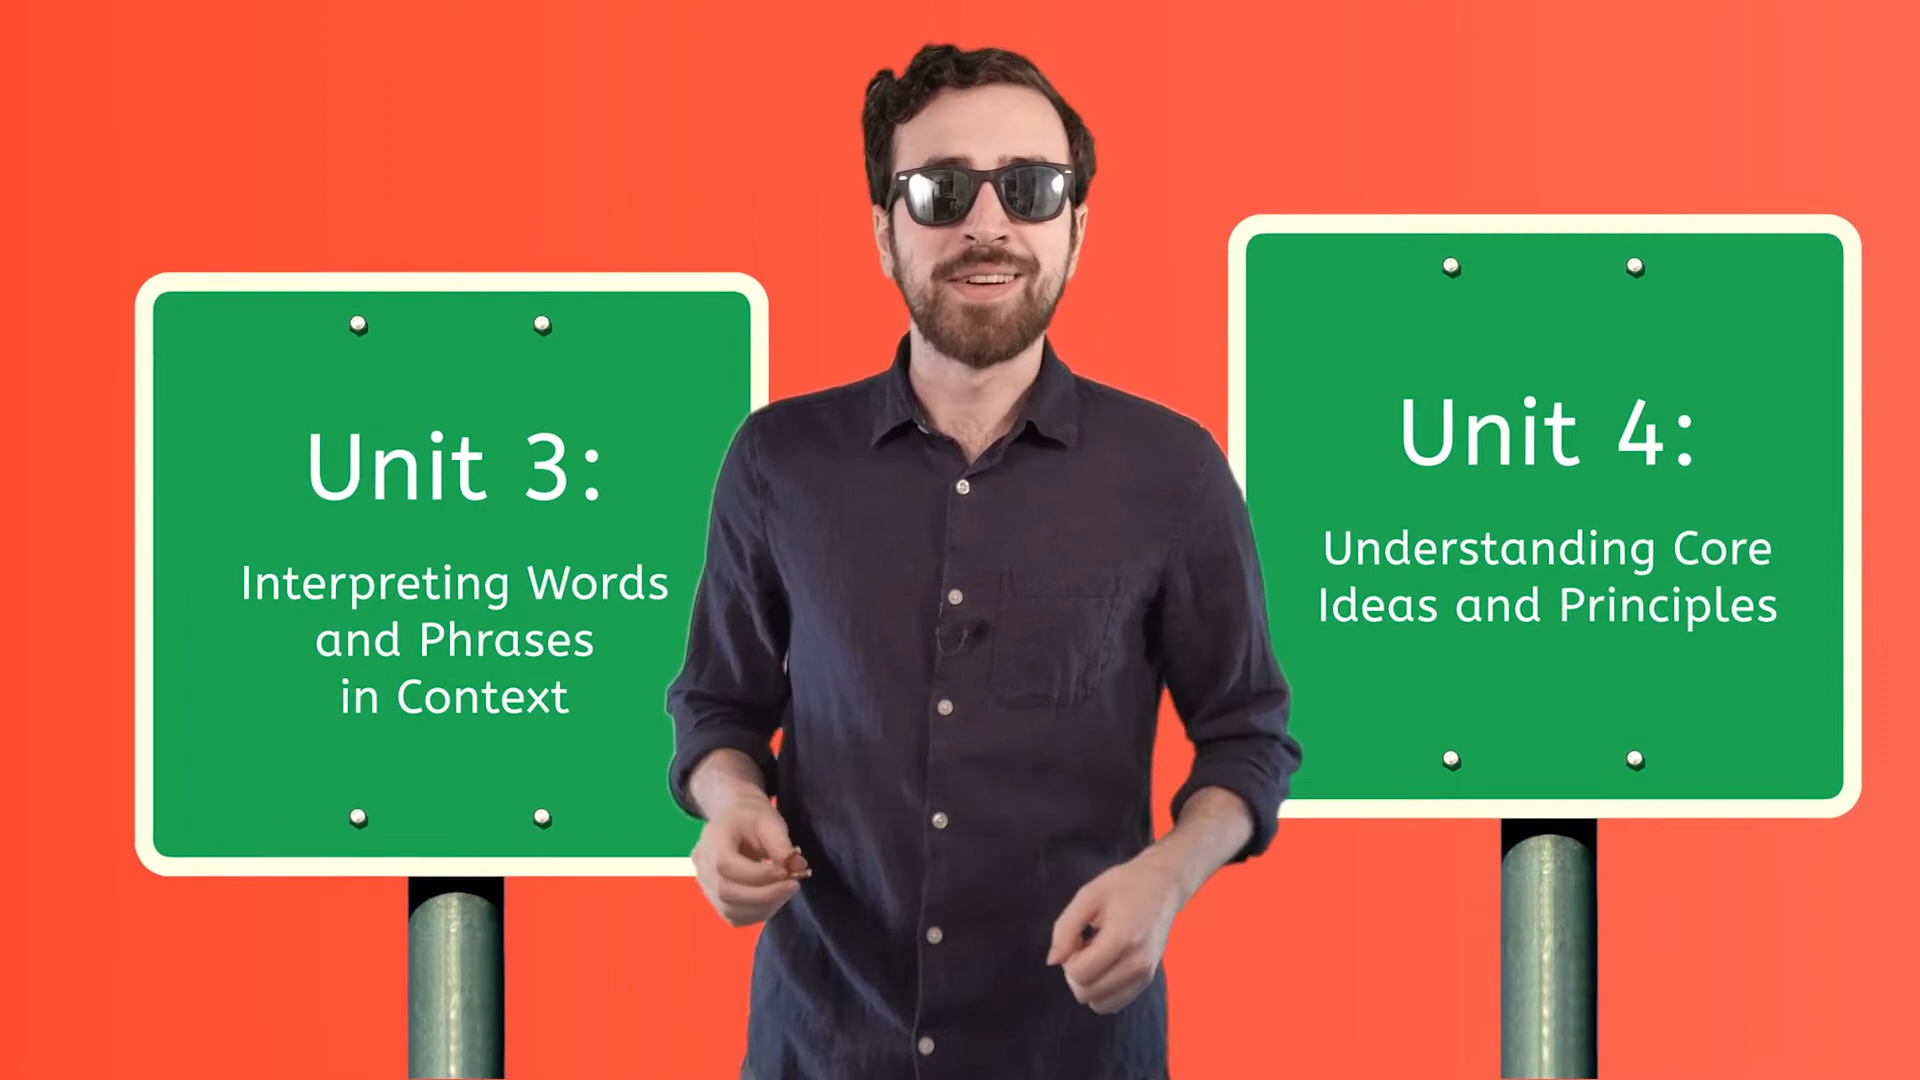 Unit 3:
Interpreting Words
and Phrases
in Context
Unit 4:
Understanding Core
Ideas and Principles